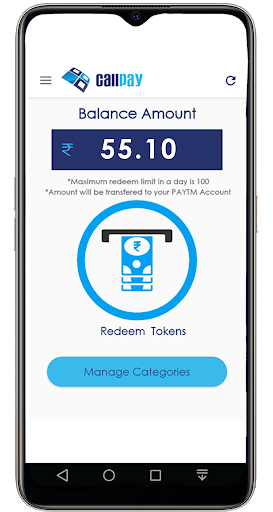 callpay
Balance Amount
₹ 55.10
*Maximum redeem limit in a day is 100
*Amount will be transfered to your PAYTM Account
₹
Redeem Tokens
Manage Categories